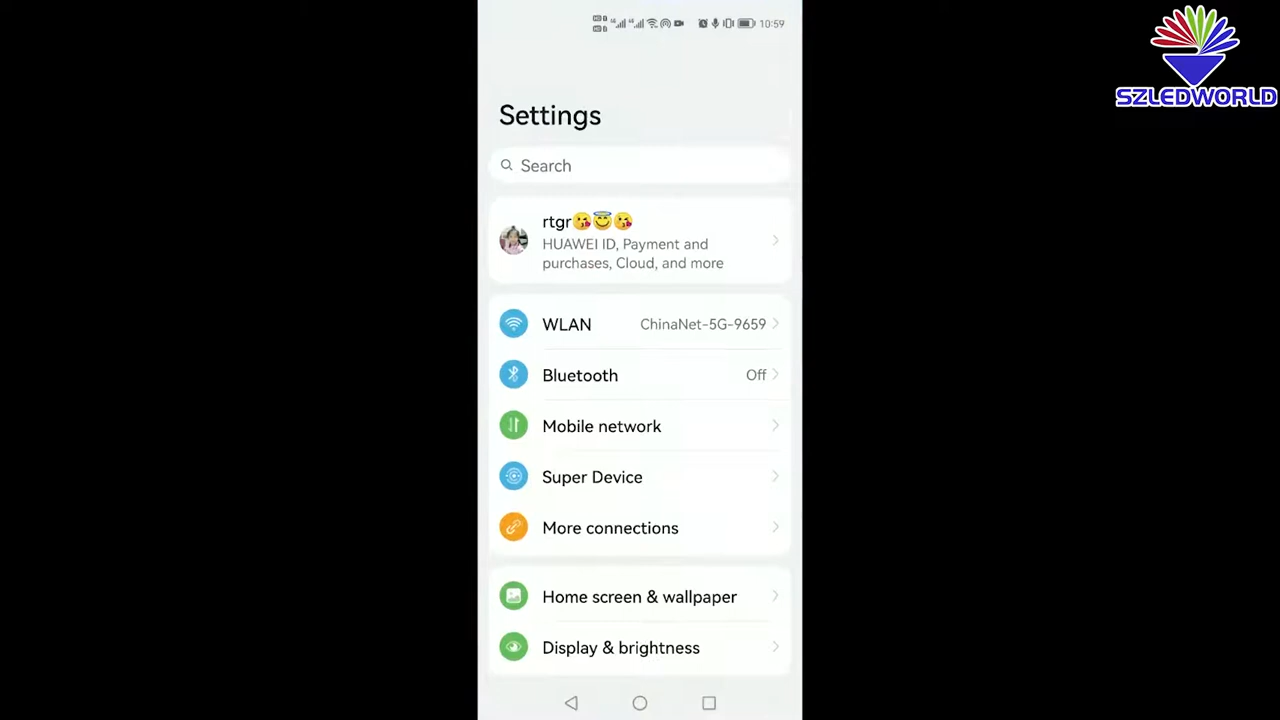 10:59
SZLEDWORLD
Settings
Search
rtgr😘😇😘
HUAWEI ID, Payment and
purchases, Cloud, and more
WLAN ChinaNet-5G-9659
Bluetooth Off
Mobile network
Super Device
More connections
Home screen & wallpaper
Display & brightness